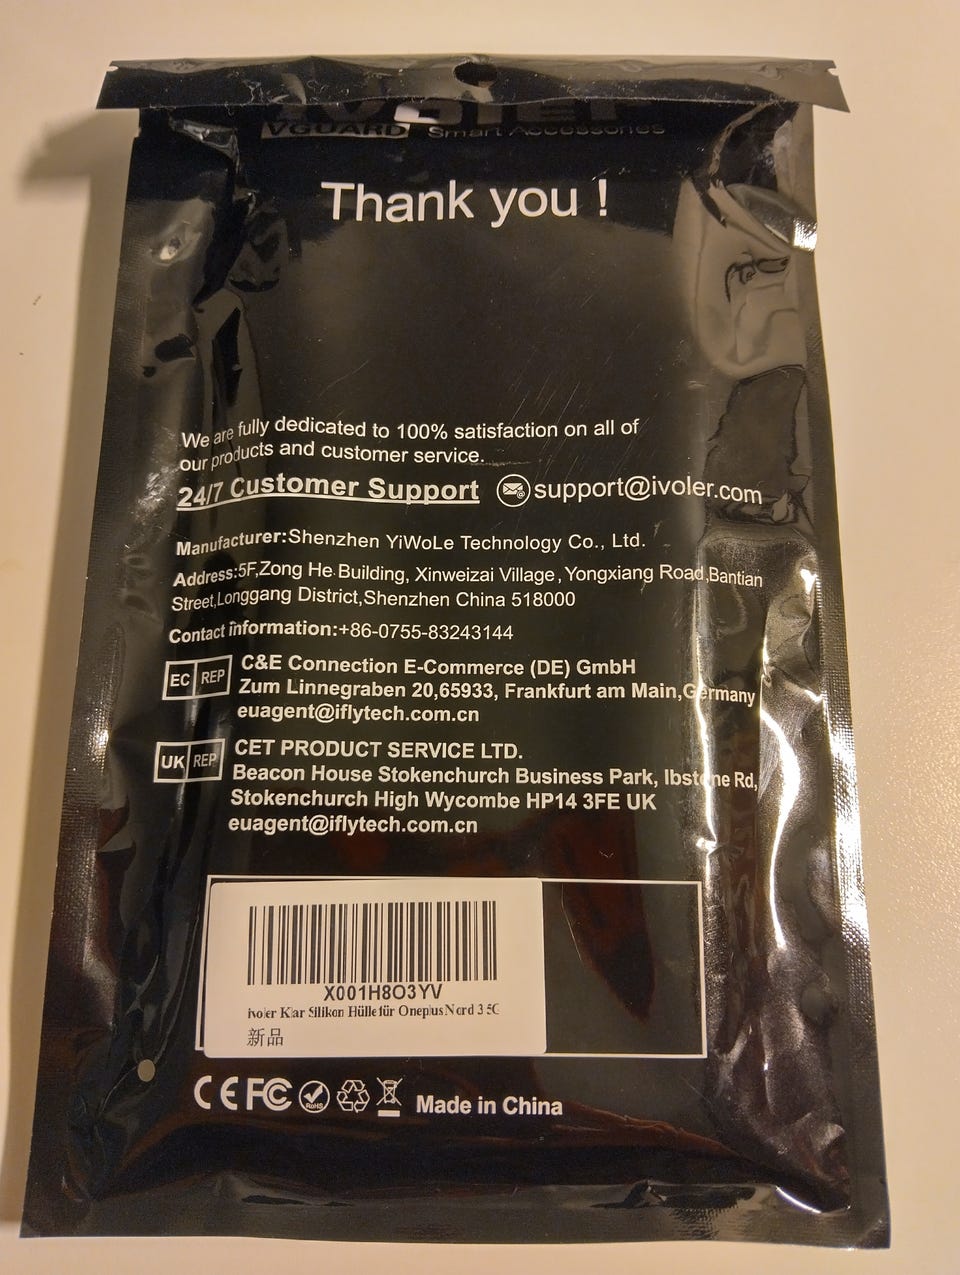 VGUARD Smart Accessories
Thank you !
We are fully dedicated to 100% satisfaction on all of
our products and customer service.
24/7 Customer Support support@ivoler.com
Manufacturer:Shenzhen YiWoLe Technology Co., Ltd.
Address:5F,Zong He Building, Xinweizai Village, Yongxiang Road,Bantian
Street,Longgang District,Shenzhen China 518000
Contact information:+86-0755-83243144
EC REP
C&E Connection E-Commerce (DE) GmbH
Zum Linnegraben 20,65933, Frankfurt am Main,Germany
euagent@iflytech.com.cn
UK REP
CET PRODUCT SERVICE LTD.
Beacon House Stokenchurch Business Park, Ibstone Rd,
Stokenchurch High Wycombe HP14 3FE UK
euagent@iflytech.com.cn
X001H8O3YV
ivoler Klar Silikon Hülle für Oneplus Nord 3 5G
新品
CE FC RoHS Made in China